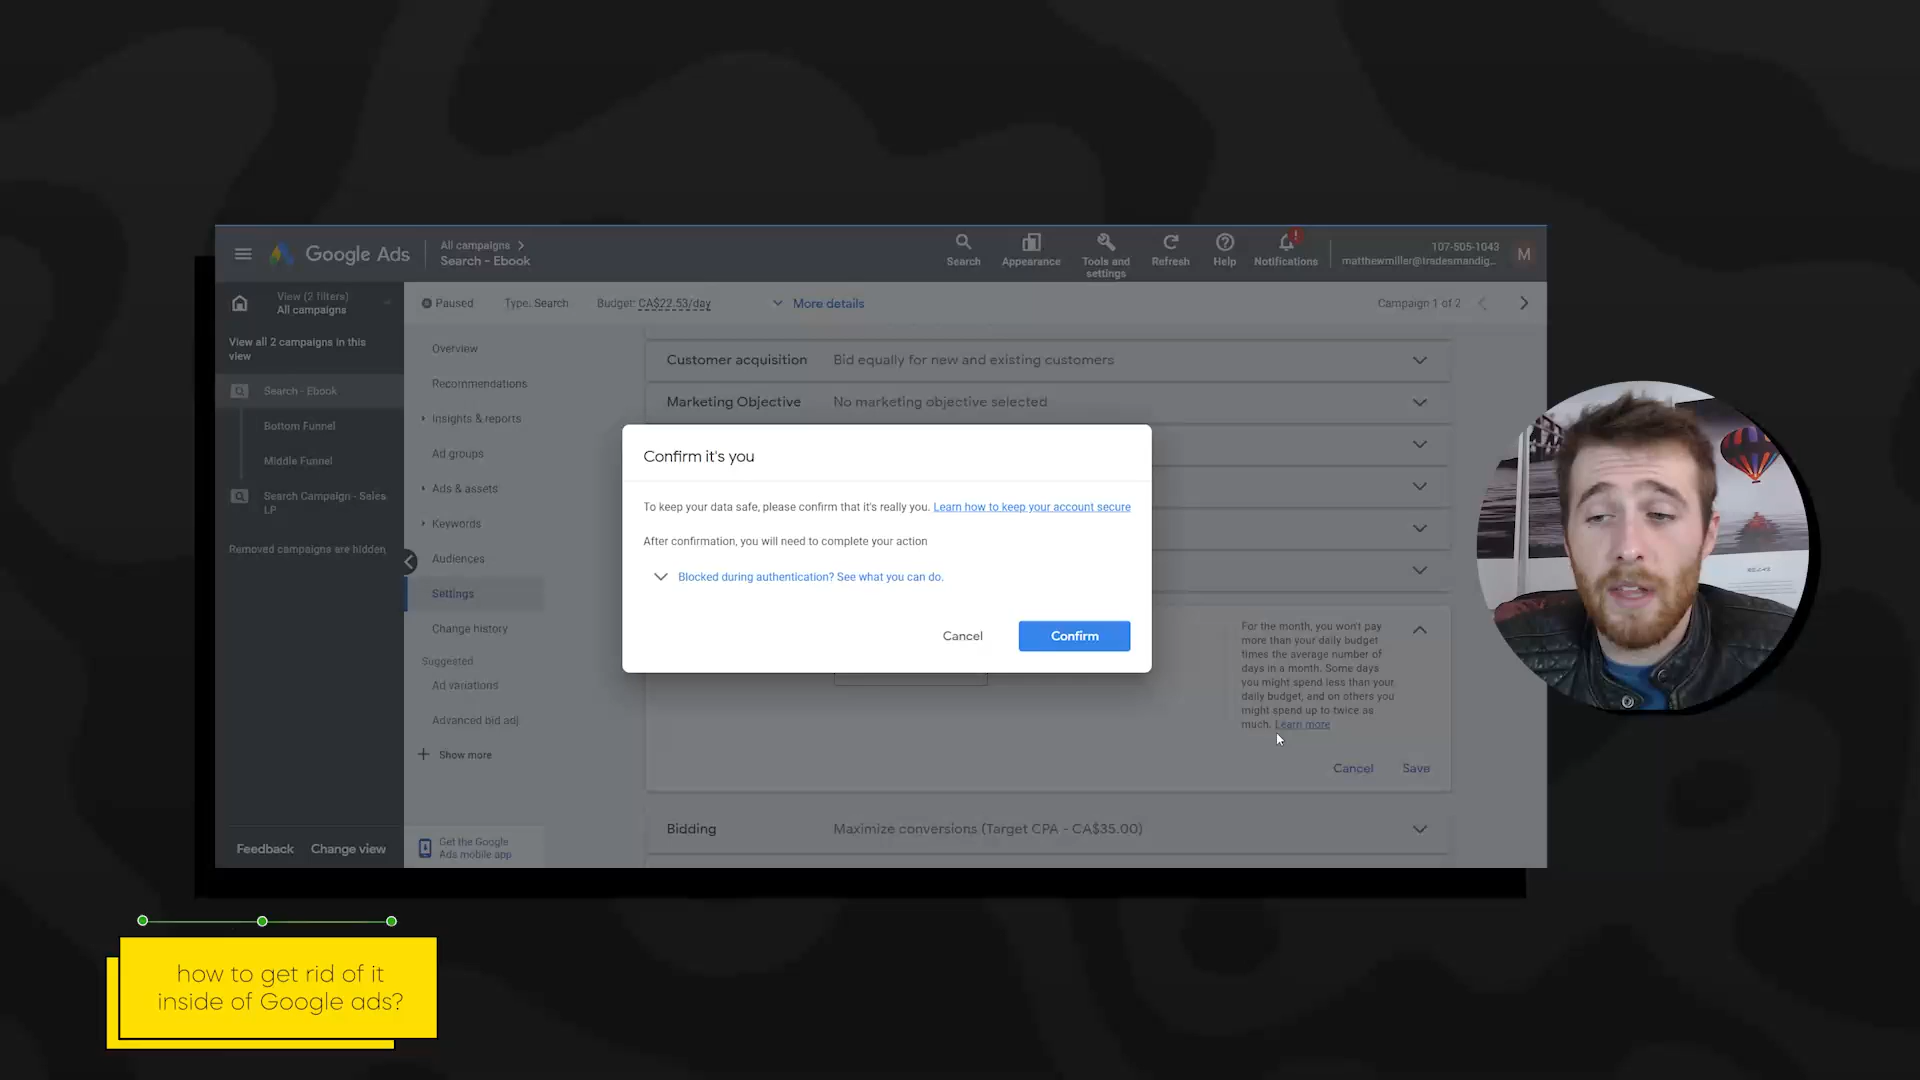 Google Ads
All campaigns
Search - Ebook
Search
Appearance
Tools and
settings
Refresh
Help
!
Notifications
107-505-1043
matthewmiller@tradesmandig...
M
View (2 filters)
All campaigns
Paused
Type: Search
Budget: CA$22.53/day
More details
Campaign 1 of 2
View all 2 campaigns in this
view
Search - Ebook
Bottom Funnel
Middle Funnel
Search Campaign - Sales
LP
Removed campaigns are hidden
Overview
Recommendations
Insights & reports
Ad groups
Ads & assets
Keywords
Audiences
Settings
Change history
Suggested
Ad variations
Advanced bid adj
Show more
Get the Google
Ads mobile app
Feedback
Change view
Customer acquisition
Bid equally for new and existing customers
Marketing Objective
No marketing objective selected
Confirm it's you
To keep your data safe, please confirm that it's really you. Learn how to keep your account secure
After confirmation, you will need to complete your action
Blocked during authentication? See what you can do.
Cancel
Confirm
For the month, you won't pay
more than your daily budget
times the average number of
days in a month. Some days
you might spend less than your
daily budget, and on others you
might spend up to twice as
much. Learn more
Cancel
Save
Bidding
Maximize conversions (Target CPA - CA$35.00)
how to get rid of it
inside of Google ads?